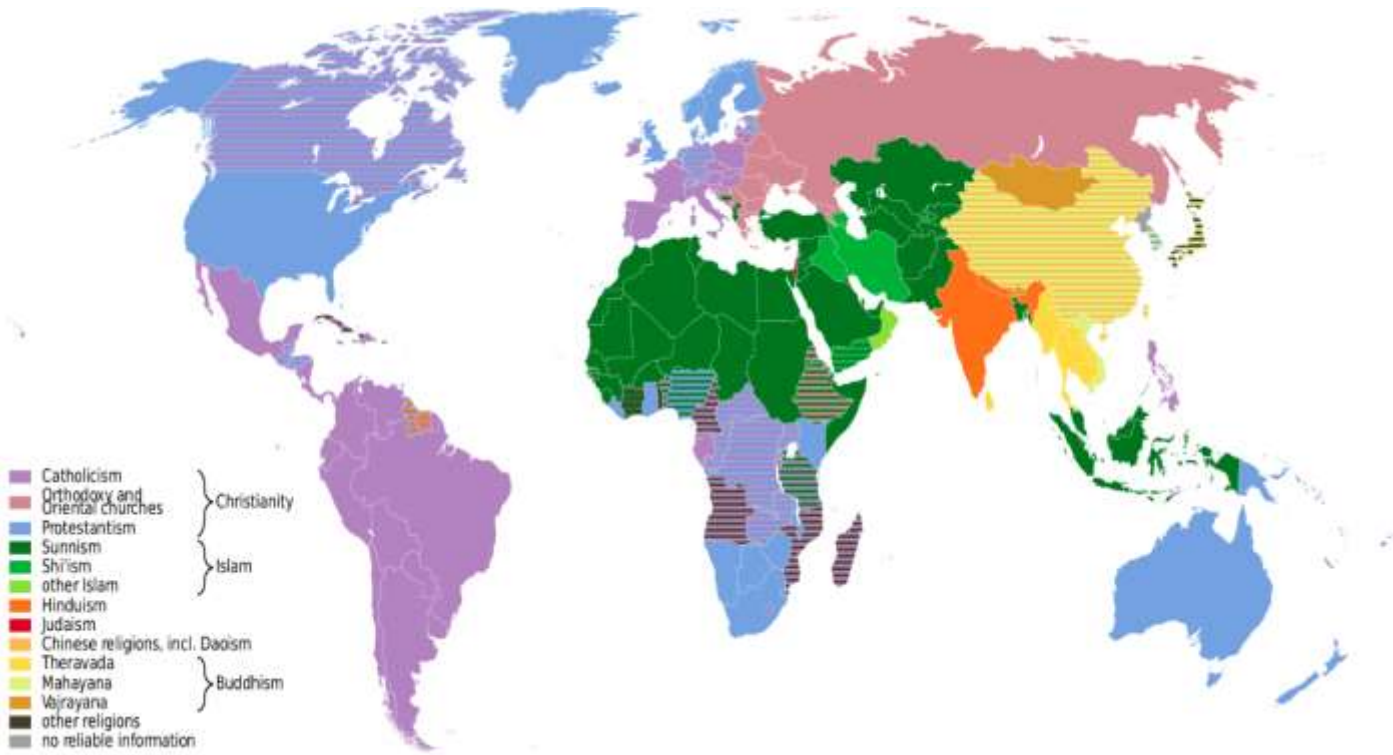 Catholicism
Orthodoxy and
Oriental churches
Christianity
Protestantism
Sunnism
Shi'ism
Islam
other Islam
Hinduism
Judaism
Chinese religions, incl. Daoism
Theravada
Mahayana
Buddhism
Vajrayana
other religions
no reliable information